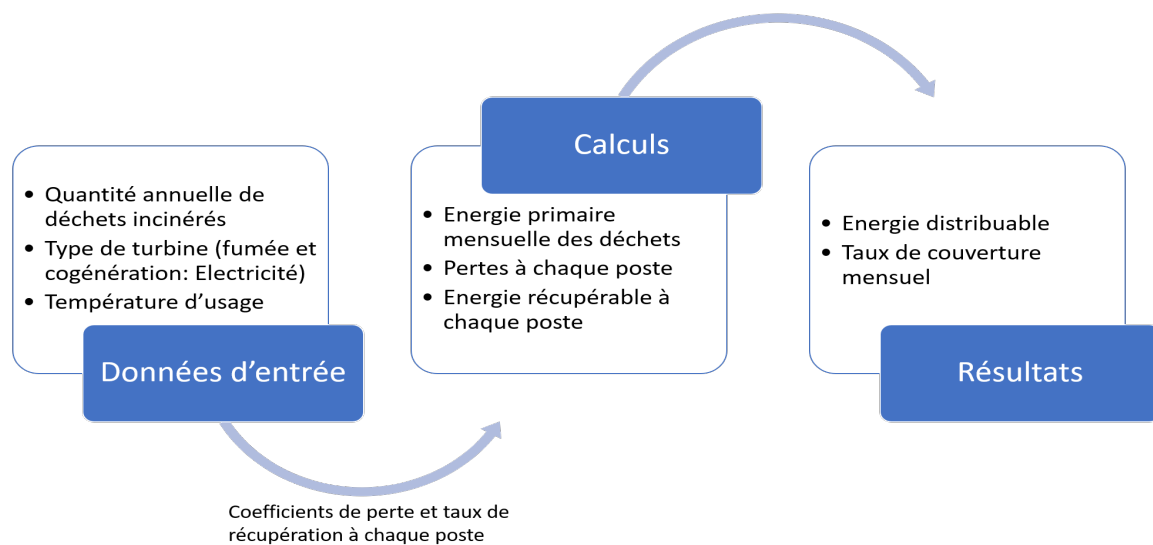 • Quantité annuelle de
déchets incinérés
• Type de turbine (fumée et
cogénération: Electricité)
• Température d’usage
Données d’entrée
Coefficients de perte et taux de
récupération à chaque poste
Calculs
• Energie primaire
mensuelle des déchets
• Pertes à chaque poste
• Energie récupérable à
chaque poste
• Energie distribuable
• Taux de couverture
mensuel
Résultats